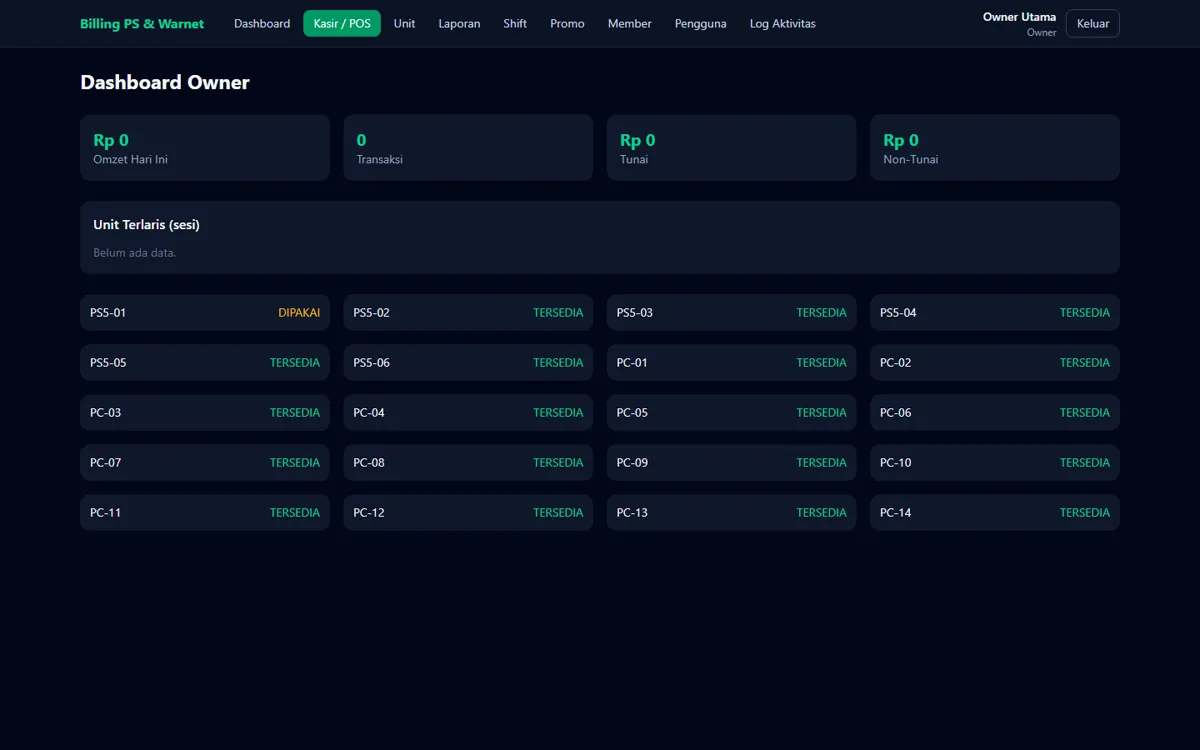 Billing PS & Warnet Dashboard Kasir / POS Unit Laporan Shift Promo Member Pengguna Log Aktivitas Owner Utama Owner Keluar
Dashboard Owner
Rp 0 0 Rp 0 Rp 0
Omzet Hari Ini Transaksi Tunai Non-Tunai
Unit Terlaris (sesi)
Belum ada data.
PS5-01 DIPAKAI PS5-02 TERSEDIA PS5-03 TERSEDIA PS5-04 TERSEDIA
PS5-05 TERSEDIA PS5-06 TERSEDIA PC-01 TERSEDIA PC-02 TERSEDIA
PC-03 TERSEDIA PC-04 TERSEDIA PC-05 TERSEDIA PC-06 TERSEDIA
PC-07 TERSEDIA PC-08 TERSEDIA PC-09 TERSEDIA PC-10 TERSEDIA
PC-11 TERSEDIA PC-12 TERSEDIA PC-13 TERSEDIA PC-14 TERSEDIA